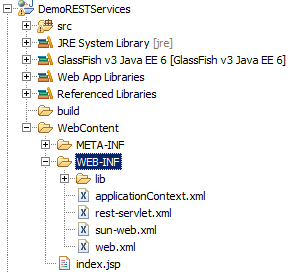 DemoRESTServices
src
JRE System Library [jre]
GlassFish v3 Java EE 6 [GlassFish v3 Java EE 6]
Web App Libraries
Referenced Libraries
build
WebContent
META-INF
WEB-INF
lib
applicationContext.xml
rest-servlet.xml
sun-web.xml
web.xml
index.jsp